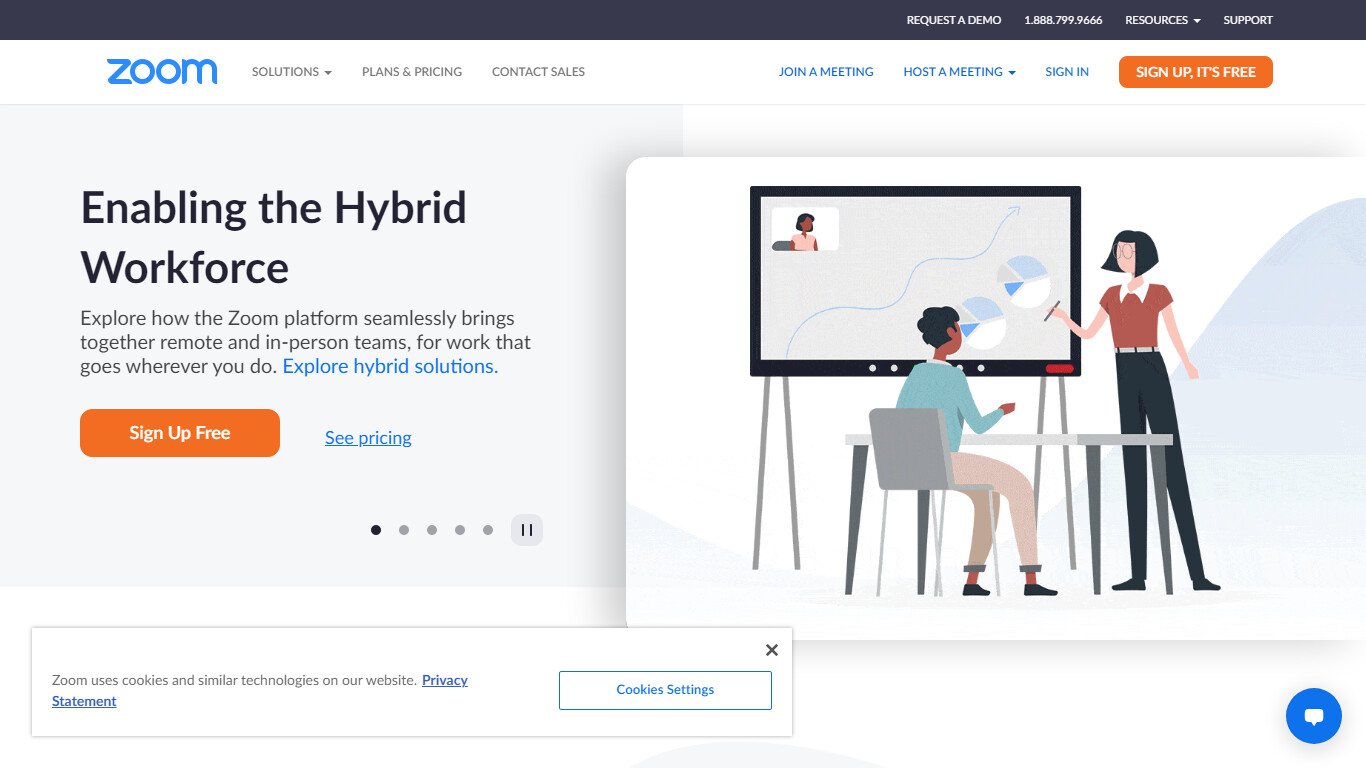 REQUEST A DEMO 1.888.799.9666 RESOURCES SUPPORT
zoom SOLUTIONS PLANS & PRICING CONTACT SALES JOIN A MEETING HOST A MEETING SIGN IN SIGN UP, IT'S FREE
Enabling the Hybrid
Workforce
Explore how the Zoom platform seamlessly brings
together remote and in-person teams, for work that
goes wherever you do. Explore hybrid solutions.
Sign Up Free See pricing
Zoom uses cookies and similar technologies on our website. Privacy
Statement
Cookies Settings